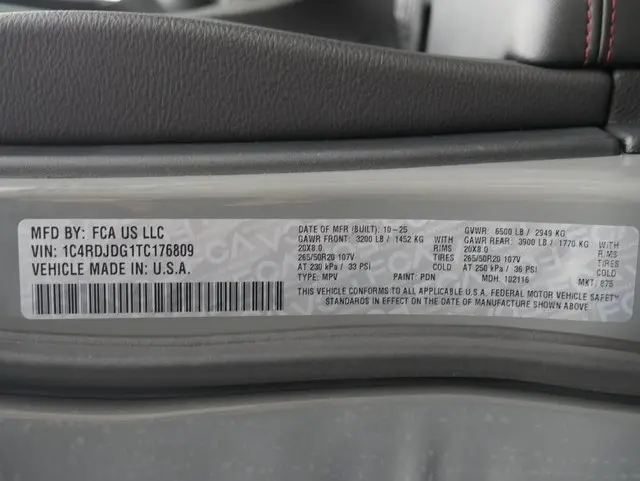 MFD BY: FCA US LLC
VIN: 1C4RDJDG1TC176809
VEHICLE MADE IN: U.S.A.
DATE OF MFR (BUILT): 10-25 GVWR: 6500 LB / 2949 KG
GAWR FRONT: 3200 LB / 1452 KG WITH GAWR REAR: 3900 LB / 1770 KG WITH
20X8.0 RIMS 20X8.0 RIMS
265/50R20 107V TIRES 265/50R20 107V TIRES
AT 230 kPa / 33 PSI COLD AT 250 kPa / 36 PSI COLD
TYPE: MPV PAINT: PDN MDH: 102116 MKT: 875
THIS VEHICLE CONFORMS TO ALL APPLICABLE U.S.A. FEDERAL MOTOR VEHICLE SAFETY
STANDARDS IN EFFECT ON THE DATE OF MANUFACTURE SHOWN ABOVE.